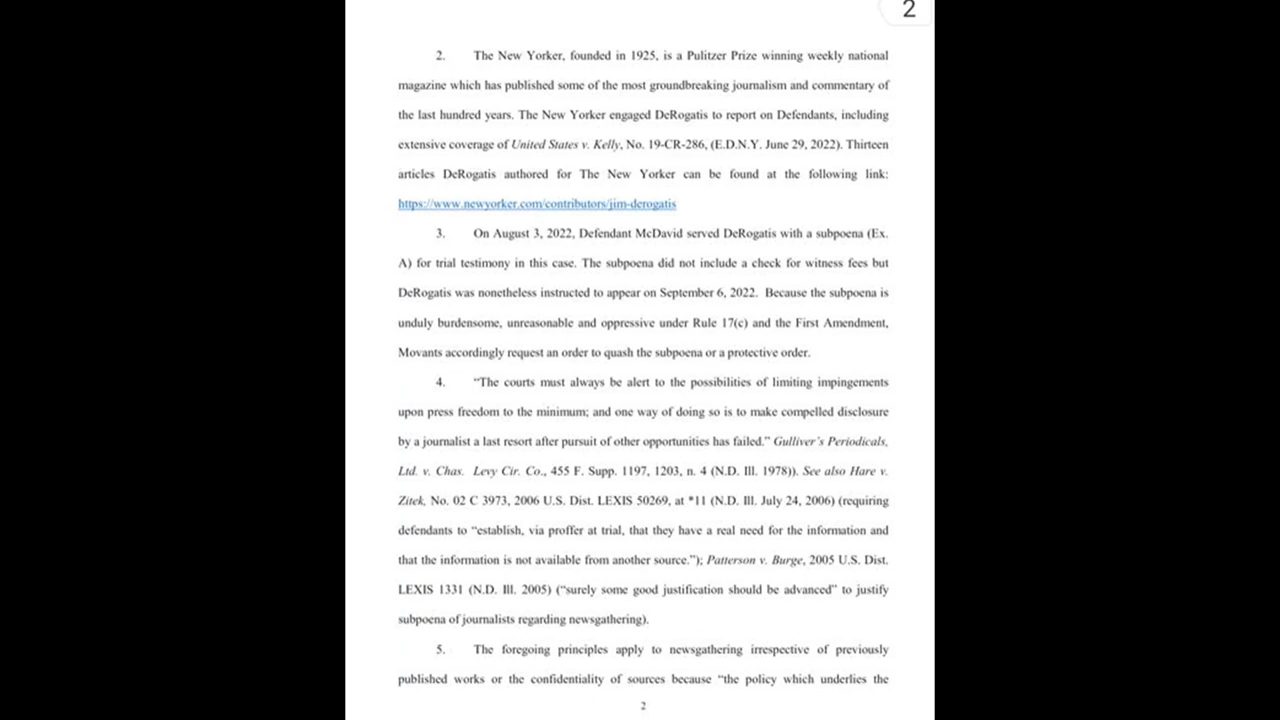 2
2. The New Yorker, founded in 1925, is a Pulitzer Prize winning weekly national
magazine which has published some of the most groundbreaking journalism and commentary of
the last hundred years. The New Yorker engaged DeRogatis to report on Defendants, including
extensive coverage of United States v. Kelly, No. 19-CR-286, (E.D.N.Y. June 29, 2022). Thirteen
articles DeRogatis authored for The New Yorker can be found at the following link:
https://www.newyorker.com/contributors/jim-derogatis
3. On August 3, 2022, Defendant McDavid served DeRogatis with a subpoena (Ex.
A) for trial testimony in this case. The subpoena did not include a check for witness fees but
DeRogatis was nonetheless instructed to appear on September 6, 2022. Because the subpoena is
unduly burdensome, unreasonable and oppressive under Rule 17(c) and the First Amendment,
Movants accordingly request an order to quash the subpoena or a protective order.
4. “The courts must always be alert to the possibilities of limiting impingements
upon press freedom to the minimum; and one way of doing so is to make compelled disclosure
by a journalist a last resort after pursuit of other opportunities has failed.” Gulliver’s Periodicals,
Ltd. v. Chas. Levy Cir. Co., 455 F. Supp. 1197, 1203, n. 4 (N.D. Ill. 1978)). See also Hare v.
Zitek, No. 02 C 3973, 2006 U.S. Dist. LEXIS 50269, at *11 (N.D. Ill. July 24, 2006) (requiring
defendants to “establish, via proffer at trial, that they have a real need for the information and
that the information is not available from another source.”); Patterson v. Burge, 2005 U.S. Dist.
LEXIS 1331 (N.D. Ill. 2005) (“surely some good justification should be advanced” to justify
subpoena of journalists regarding newsgathering).
5. The foregoing principles apply to newsgathering irrespective of previously
published works or the confidentiality of sources because “the policy which underlies the
2